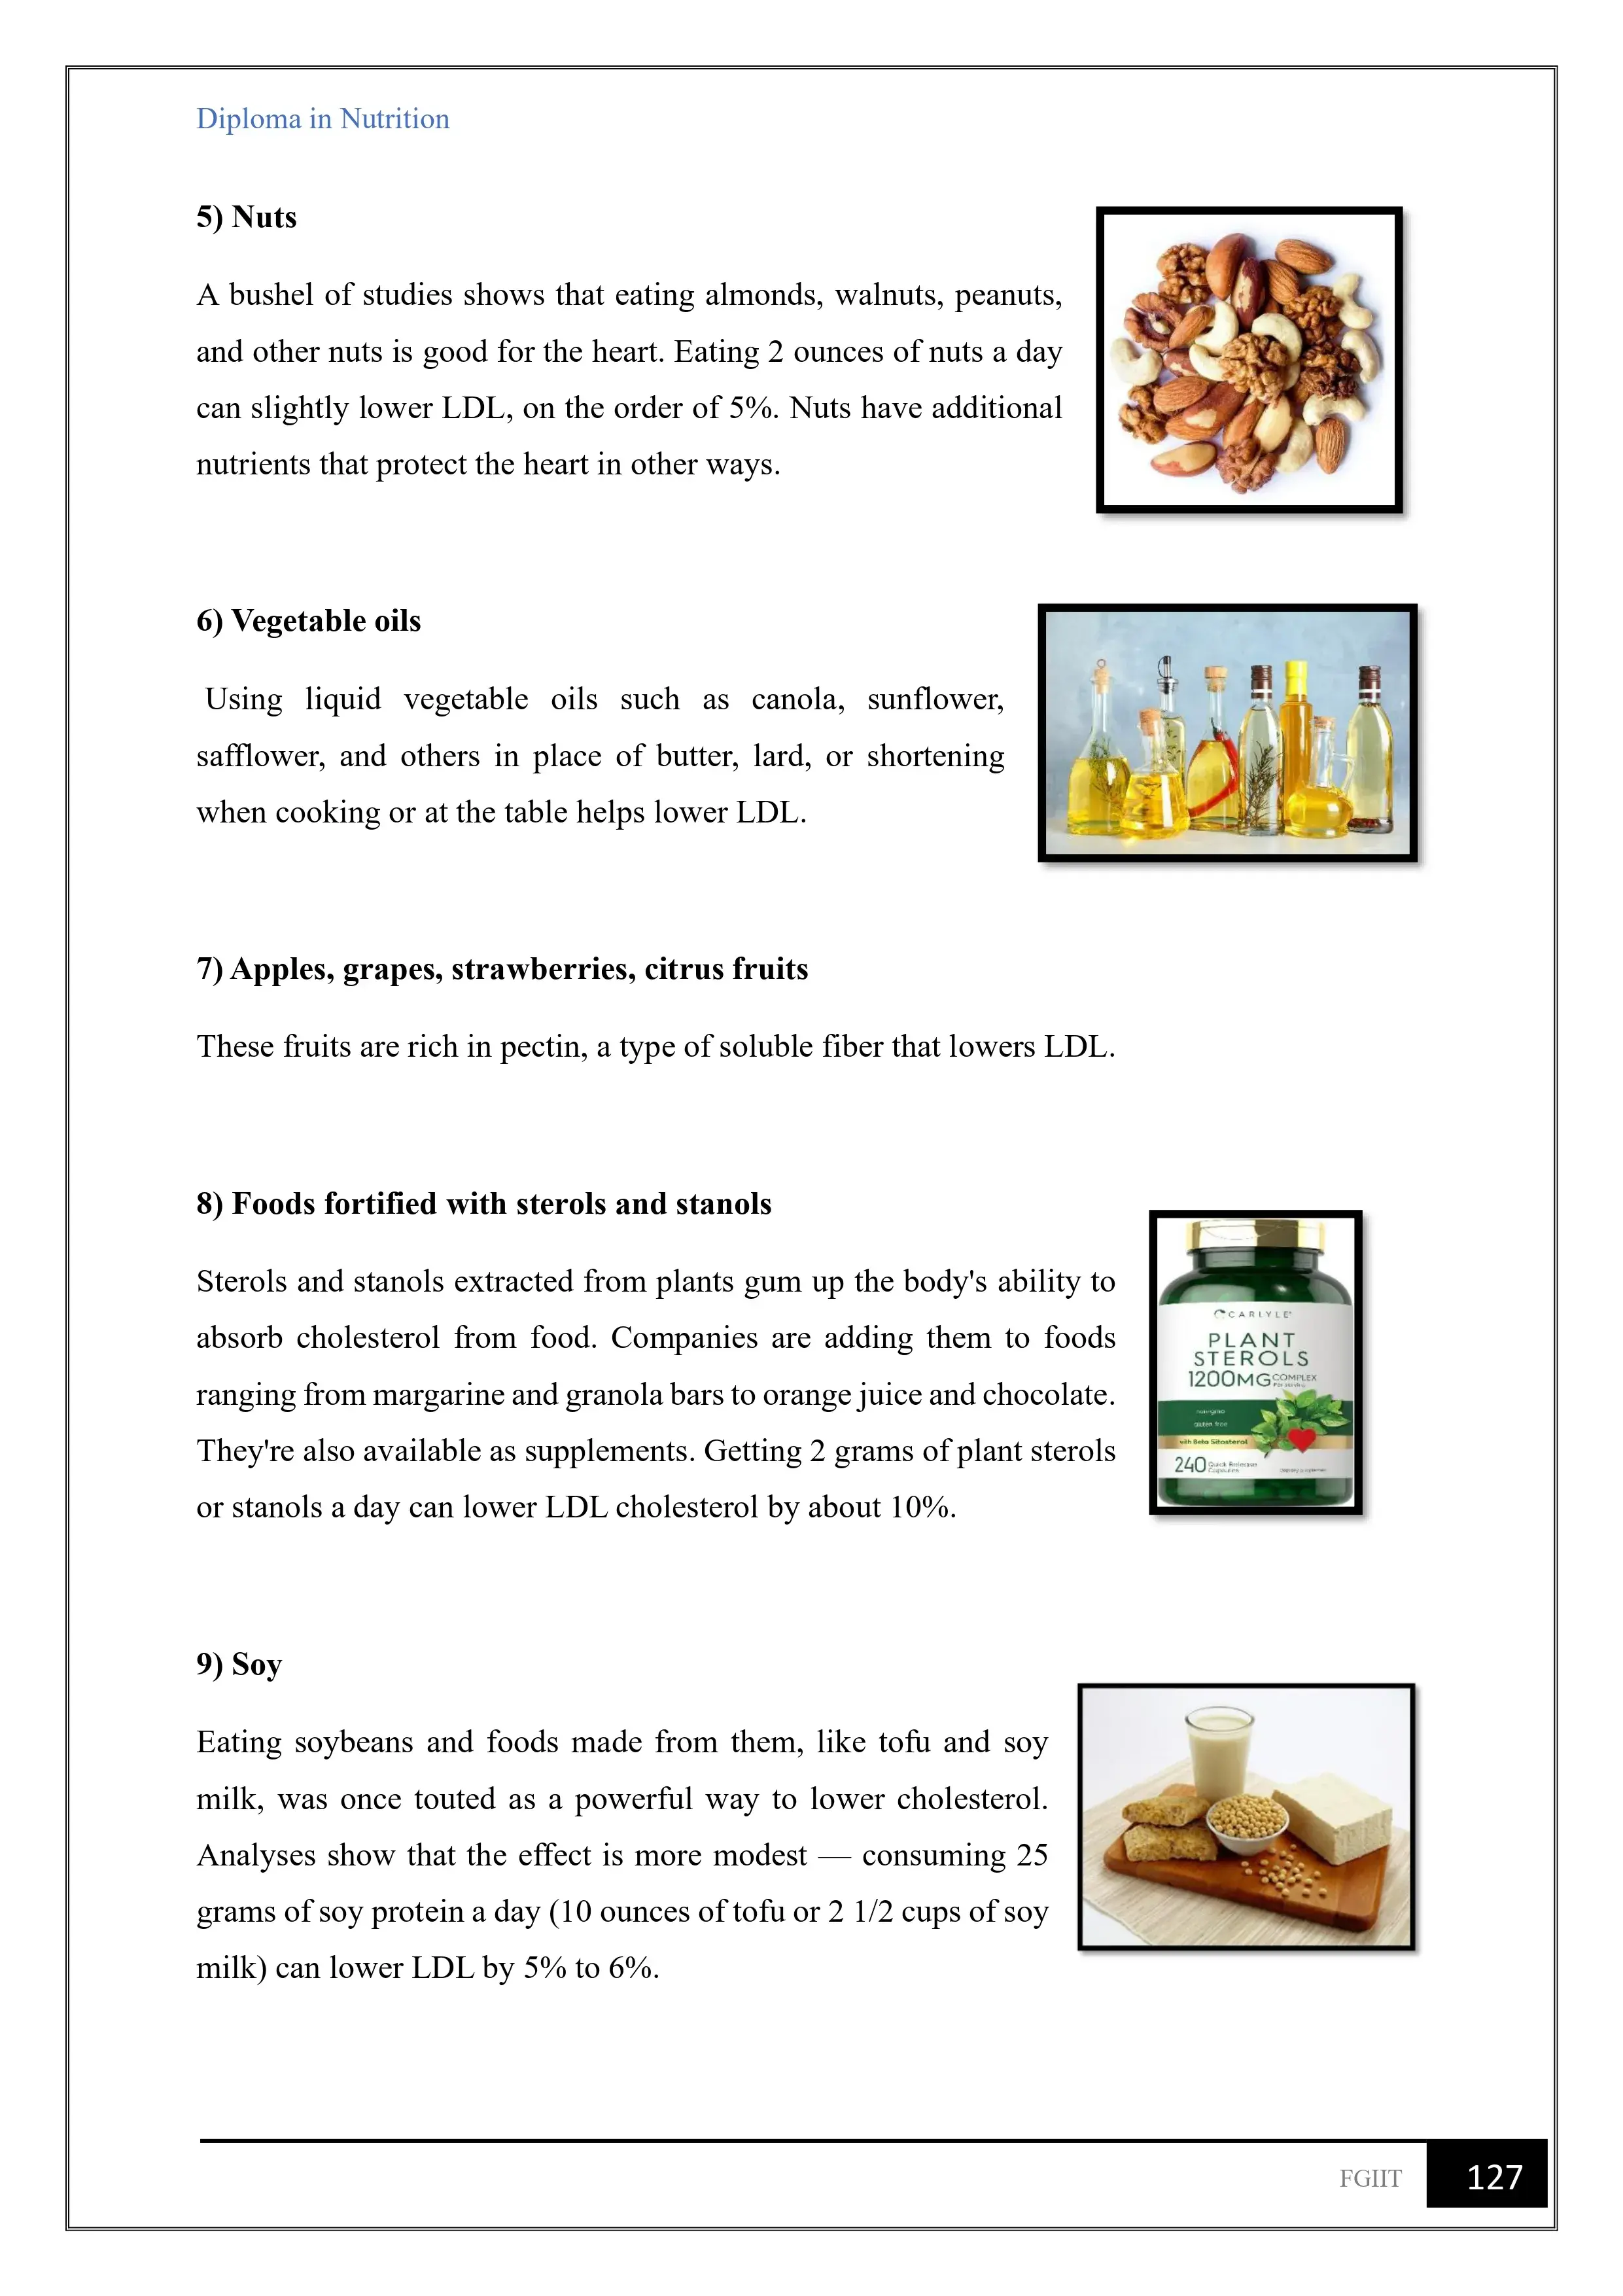 Diploma in Nutrition
5) Nuts
A bushel of studies shows that eating almonds, walnuts, peanuts,
and other nuts is good for the heart. Eating 2 ounces of nuts a day
can slightly lower LDL, on the order of 5%. Nuts have additional
nutrients that protect the heart in other ways.
6) Vegetable oils
Using liquid vegetable oils such as canola, sunflower,
safflower, and others in place of butter, lard, or shortening
when cooking or at the table helps lower LDL.
7) Apples, grapes, strawberries, citrus fruits
These fruits are rich in pectin, a type of soluble fiber that lowers LDL.
8) Foods fortified with sterols and stanols
Sterols and stanols extracted from plants gum up the body's ability to
absorb cholesterol from food. Companies are adding them to foods
ranging from margarine and granola bars to orange juice and chocolate.
They're also available as supplements. Getting 2 grams of plant sterols
or stanols a day can lower LDL cholesterol by about 10%.
CARLYLE
PLANT
STEROLS
1200MG COMPLEX
gluten free
with Beta Sitosterol
240 Quick Release
Capsules
9) Soy
Eating soybeans and foods made from them, like tofu and soy
milk, was once touted as a powerful way to lower cholesterol.
Analyses show that the effect is more modest — consuming 25
grams of soy protein a day (10 ounces of tofu or 2 1/2 cups of soy
milk) can lower LDL by 5% to 6%.
FGIIT
127